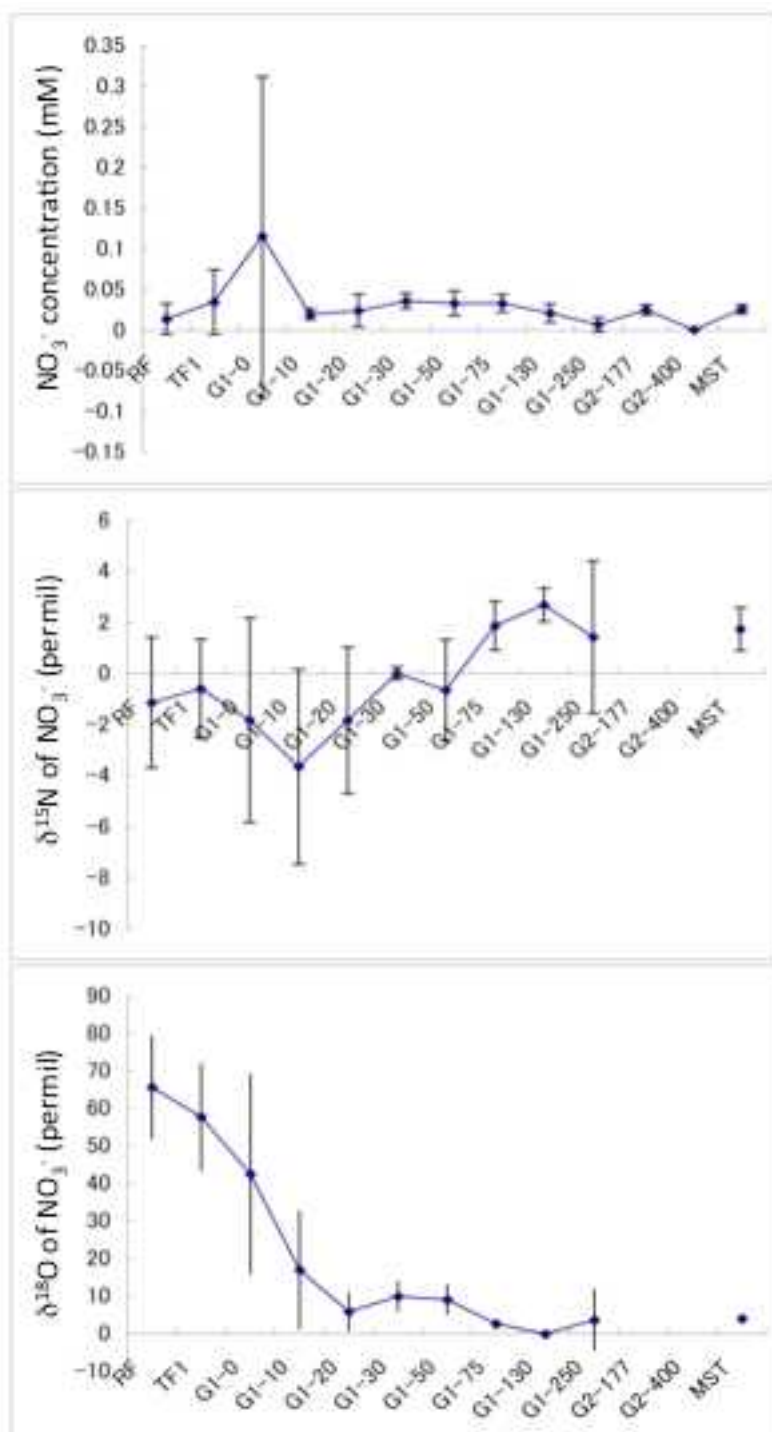 NO₃⁻ concentration (mM)
0.35
0.3
0.25
0.2
0.15
0.1
0.05
0
−0.05
−0.1
−0.15
RF
TF1
G1−0
G1−10
G1−20
G1−30
G1−50
G1−75
G1−130
G1−250
G2−177
G2−400
MST
δ¹⁵N of NO₃⁻ (permil)
6
4
2
0
−2
−4
−6
−8
−10
RF
TF1
G1−0
G1−10
G1−20
G1−30
G1−50
G1−75
G1−130
G1−250
G2−177
G2−400
MST
δ¹⁸O of NO₃⁻ (permil)
90
80
70
60
50
40
30
20
10
0
−10
RF
TF1
G1−0
G1−10
G1−20
G1−30
G1−50
G1−75
G1−130
G1−250
G2−177
G2−400
MST